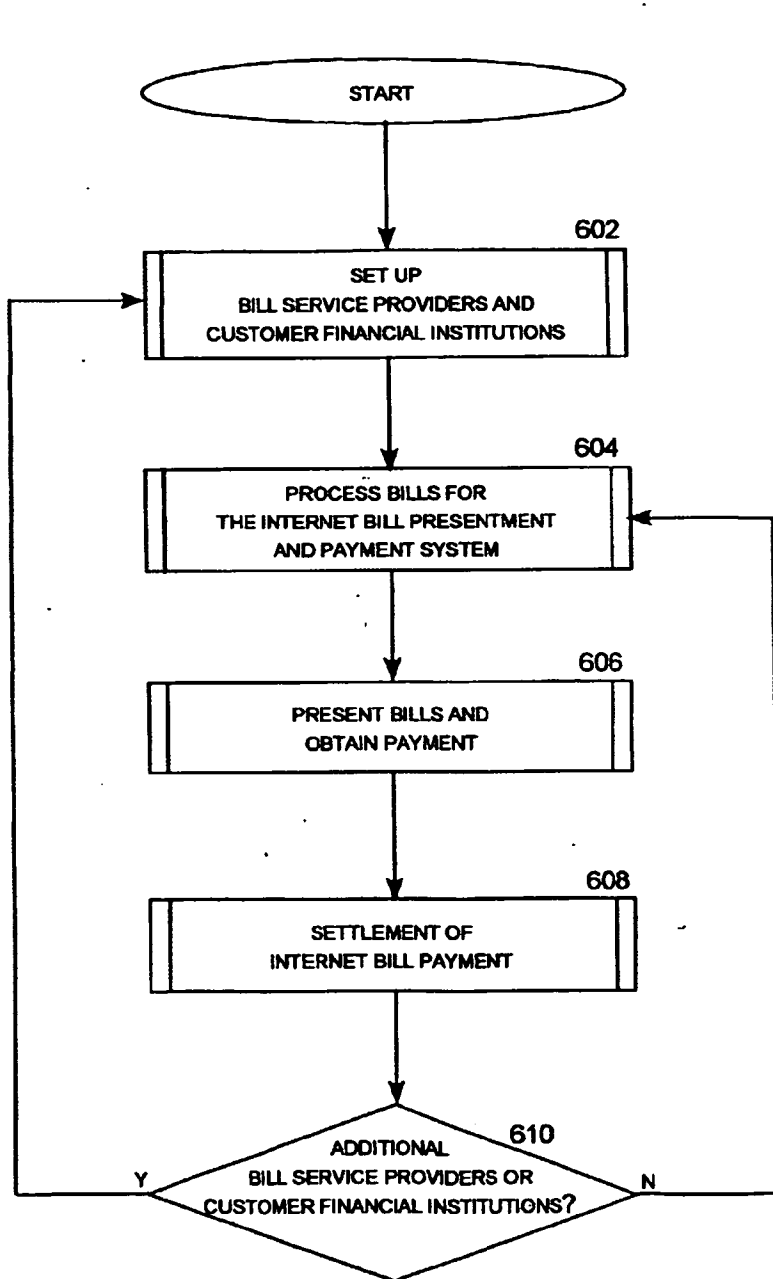 START
602
SET UP
BILL SERVICE PROVIDERS AND
CUSTOMER FINANCIAL INSTITUTIONS
604
PROCESS BILLS FOR
THE INTERNET BILL PRESENTMENT
AND PAYMENT SYSTEM
606
PRESENT BILLS AND
OBTAIN PAYMENT
608
SETTLEMENT OF
INTERNET BILL PAYMENT
610
ADDITIONAL
Y
BILL SERVICE PROVIDERS OR
N
CUSTOMER FINANCIAL INSTITUTIONS?